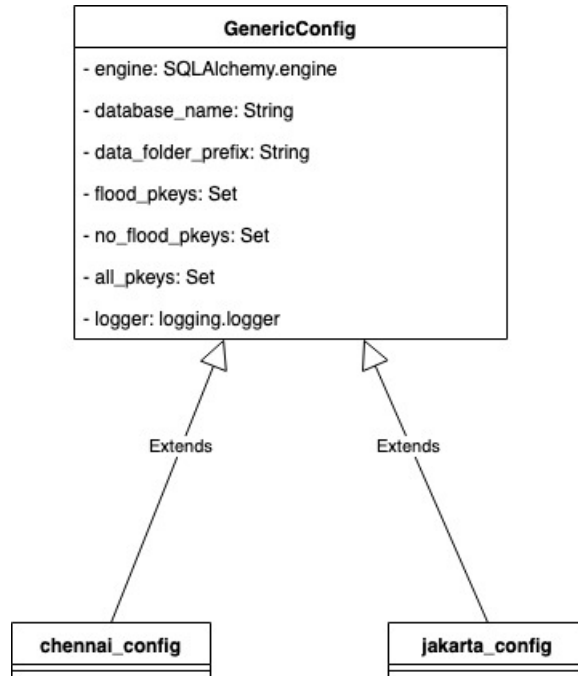 GenericConfig
- engine: SQLAlchemy.engine
- database_name: String
- data_folder_prefix: String
- flood_pkeys: Set
- no_flood_pkeys: Set
- all_pkeys: Set
- logger: logging.logger
Extends
Extends
chennai_config
jakarta_config